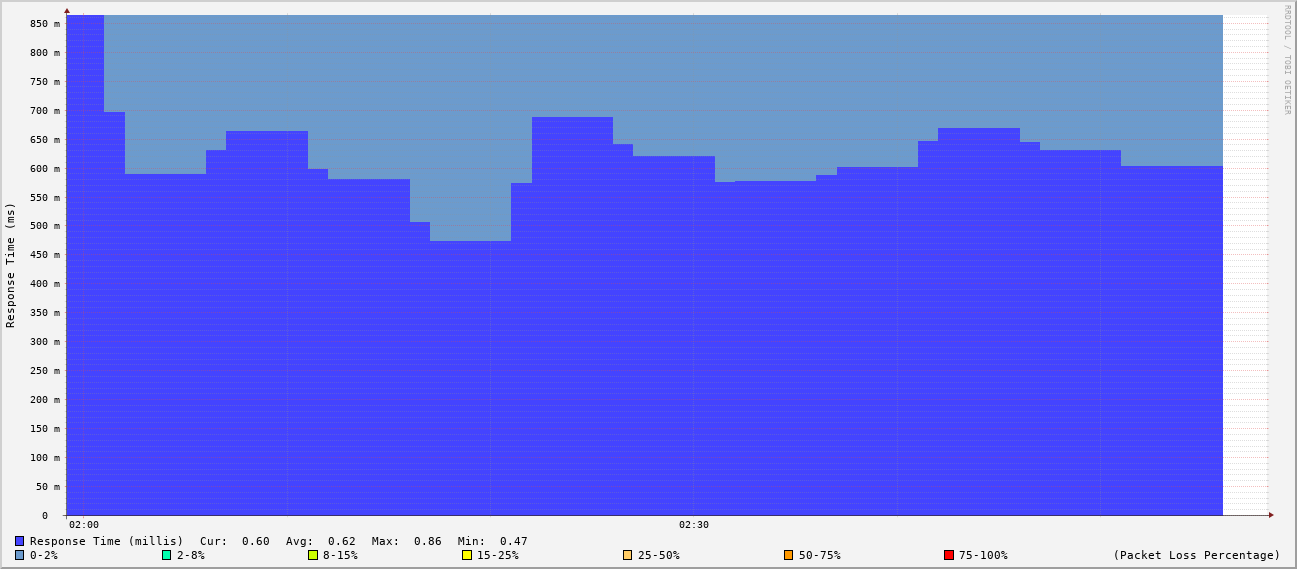 RRDTOOL / TOBI OETIKER
Response Time (ms)
850 m
800 m
750 m
700 m
650 m
600 m
550 m
500 m
450 m
400 m
350 m
300 m
250 m
200 m
150 m
100 m
50 m
0
02:00 02:30
Response Time (millis) Cur: 0.60 Avg: 0.62 Max: 0.86 Min: 0.47
0-2% 2-8% 8-15% 15-25% 25-50% 50-75% 75-100% (Packet Loss Percentage)